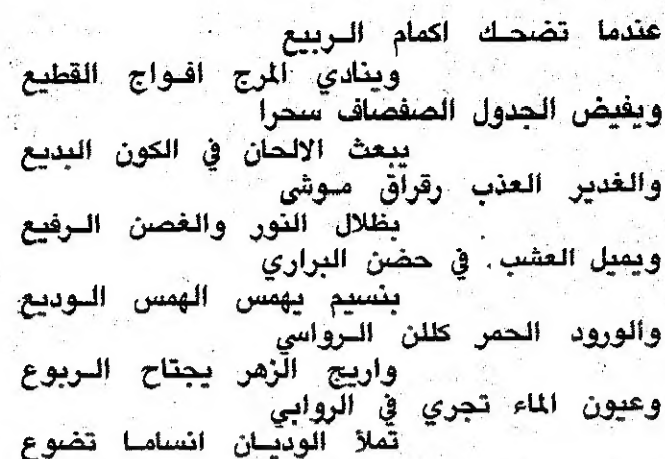 عندما تضحك اكمام الربيع
وينادي المرج افواج القطيع
ويفيض الجدول الصفصاف سحرا
يبعث الالحان في الكون البديع
والغدير العذب رقراق موشى
بظلال النور والغصن الرفيع
ويميل العشب في حضن البراري
بنسيم يهمس الهمس الوديع
والورود الحمر كللن الرواسي
واريج الزهر يجتاح الربوع
وعيون الماء تجري في الروابي
تملأ الوديان انساما تضوع